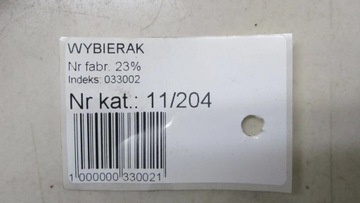 WYBIERAK
Nr fabr. 23%
Indeks: 033002
Nr kat.: 11/204
1 000000 330021